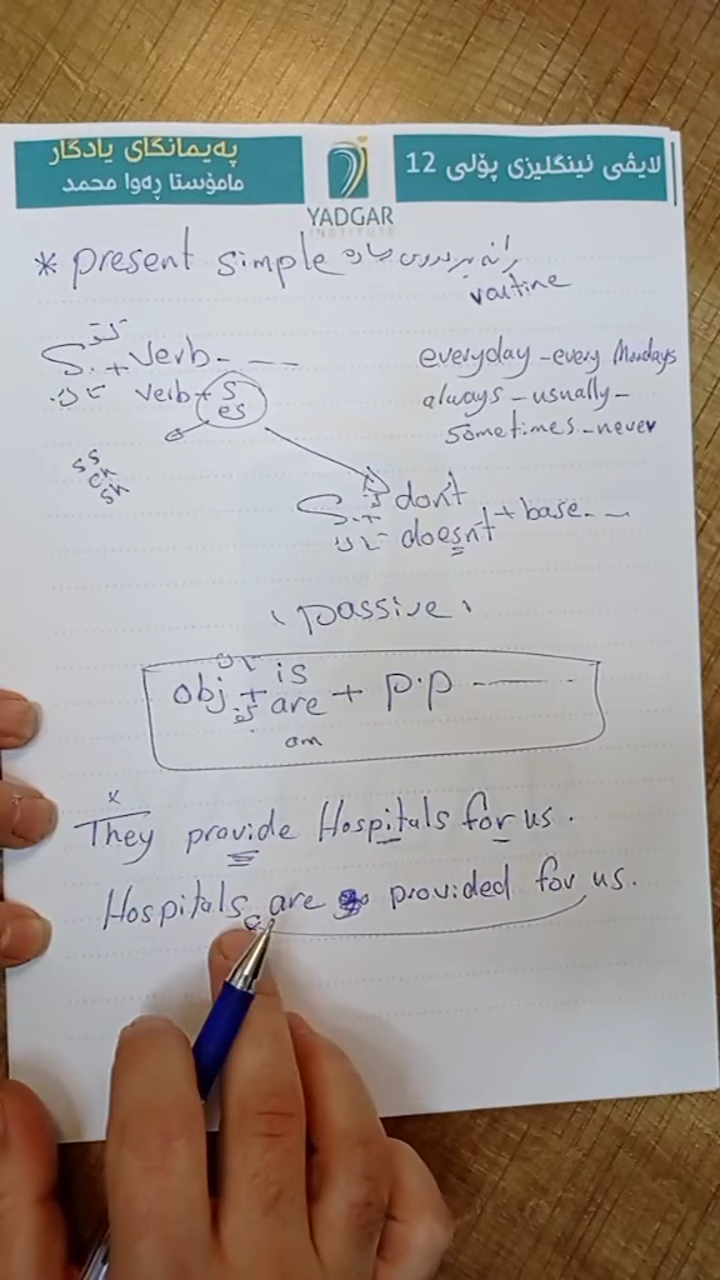 پەیمانگای یادگار
مامۆستا ڕەوا محمد
YADGAR
INSTITUTE
لایڤی ئینگلیزی پۆلی 12
* present simple
routine
S. + verb - — —
verb + s
es
ss
ch
sh
everyday - every Mondays
always - usually -
sometimes - never
S. + don't
doesn't + base - —
(passive)
obj + is
are + p.p ———
am
x
They provide Hospitals for us.
Hospitals are provided for us.